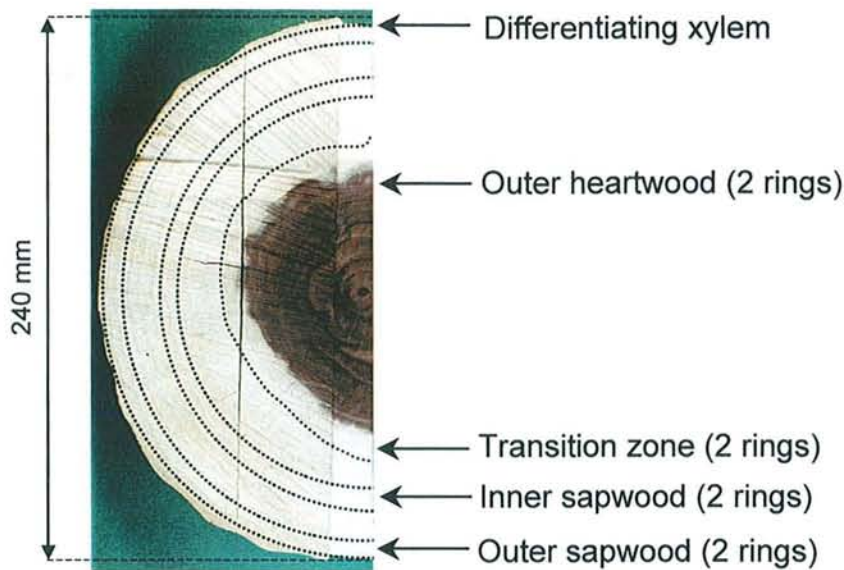 Differentiating xylem
Outer heartwood (2 rings)
240 mm
Transition zone (2 rings)
Inner sapwood (2 rings)
Outer sapwood (2 rings)